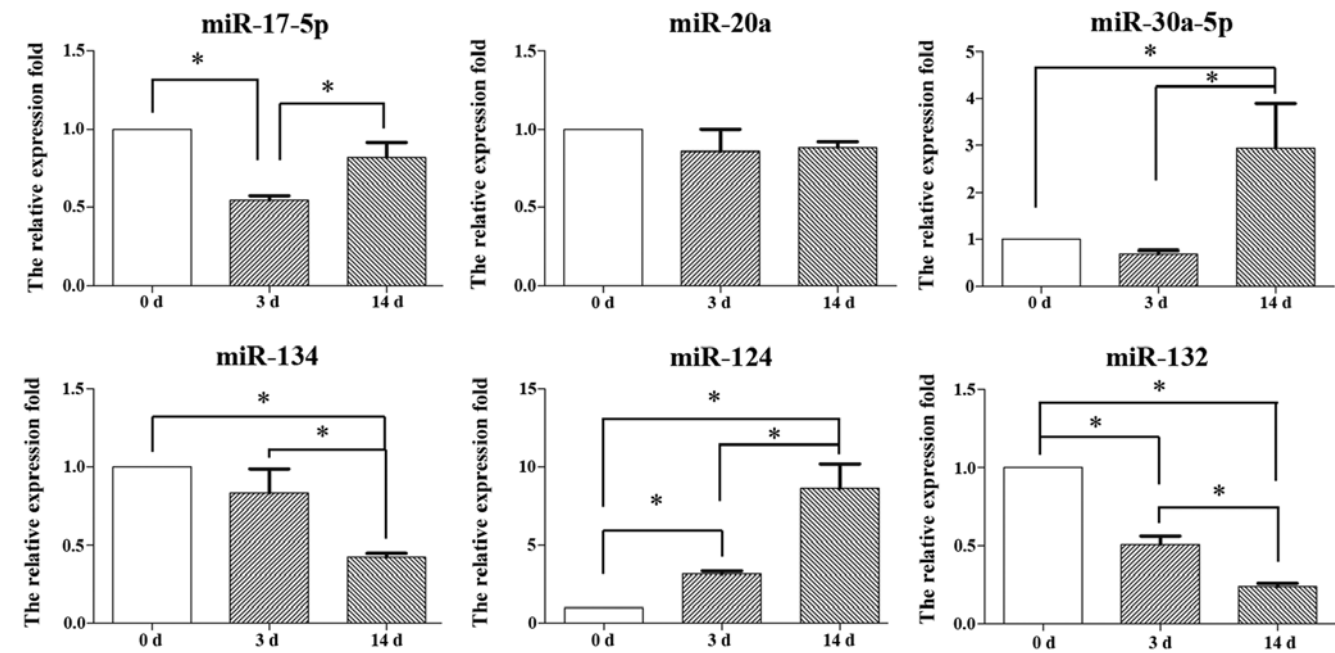 miR-17-5p
The relative expression fold
1.5
1.0
0.5
0.0
*
*
0 d
3 d
14 d
miR-20a
The relative expression fold
1.5
1.0
0.5
0.0
0 d
3 d
14 d
miR-30a-5p
The relative expression fold
5
4
3
2
1
0
*
*
0 d
3 d
14 d
miR-134
The relative expression fold
1.5
1.0
0.5
0.0
*
*
0 d
3 d
14 d
miR-124
The relative expression fold
15
10
5
0
*
*
*
0 d
3 d
14 d
miR-132
The relative expression fold
1.5
1.0
0.5
0.0
*
*
*
0 d
3 d
14 d